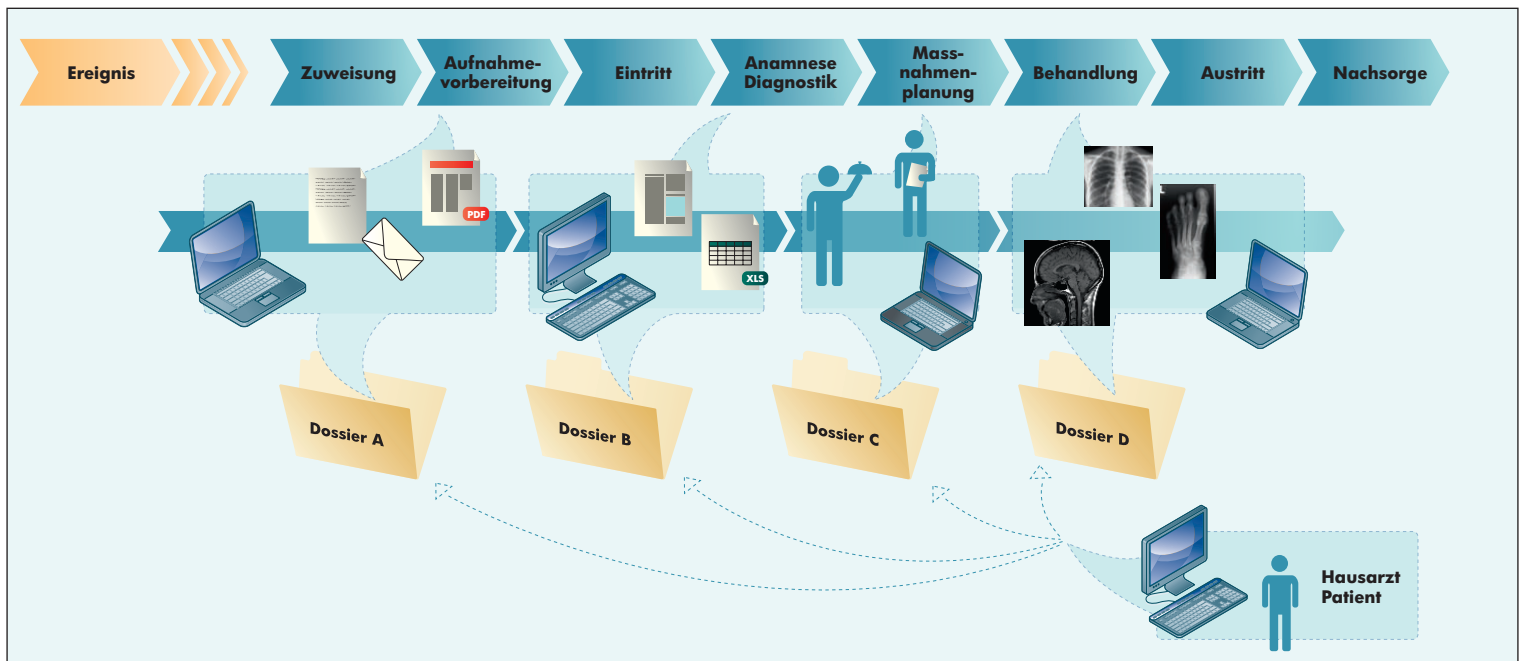 Ereignis
Zuweisung
Aufnahme-
vorbereitung
Eintritt
Anamnese
Diagnostik
Mass-
nahmen-
planung
Behandlung
Austritt
Nachsorge
PDF
XLS
Dossier A
Dossier B
Dossier C
Dossier D
Hausarzt
Patient